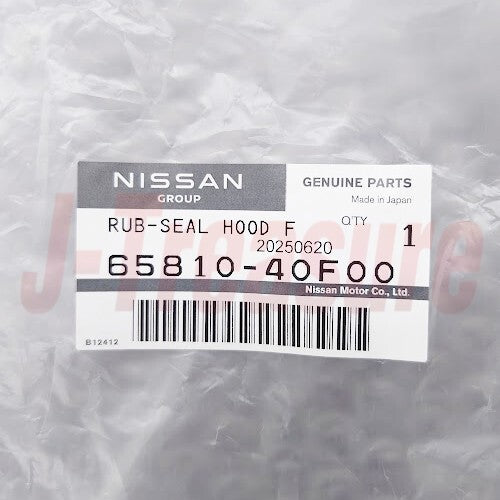 NISSAN
GROUP
GENUINE PARTS
Made in Japan
RUB-SEAL HOOD F
Q'TY
1
20250620
65810-40F00
Nissan Motor Co., Ltd.
B12412
J-Treasure